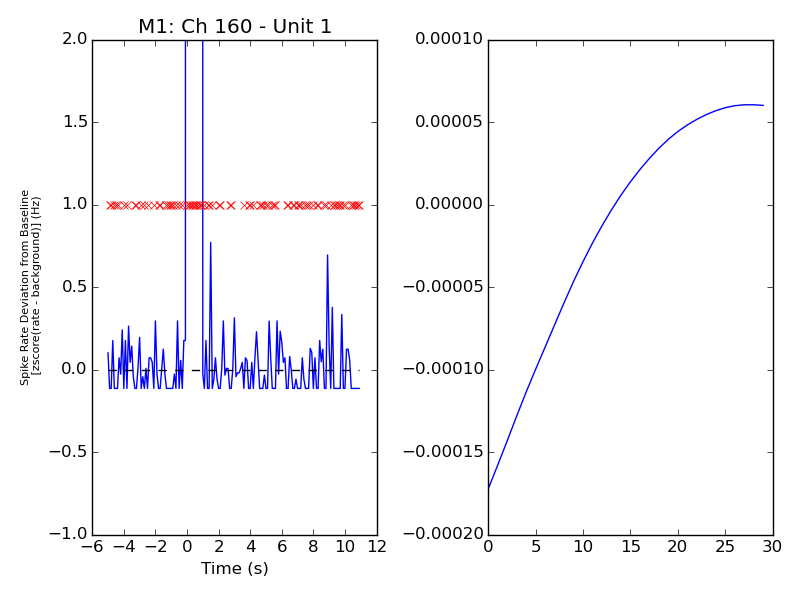 M1: Ch 160 - Unit 1
2.0
1.5
1.0
0.5
0.0
−0.5
−1.0
Spike Rate Deviation from Baseline
[zscore(rate - background)] (Hz)
−6 −4 −2 0 2 4 6 8 10 12
Time (s)
0.00010
0.00005
0.00000
−0.00005
−0.00010
−0.00015
−0.00020
0 5 10 15 20 25 30